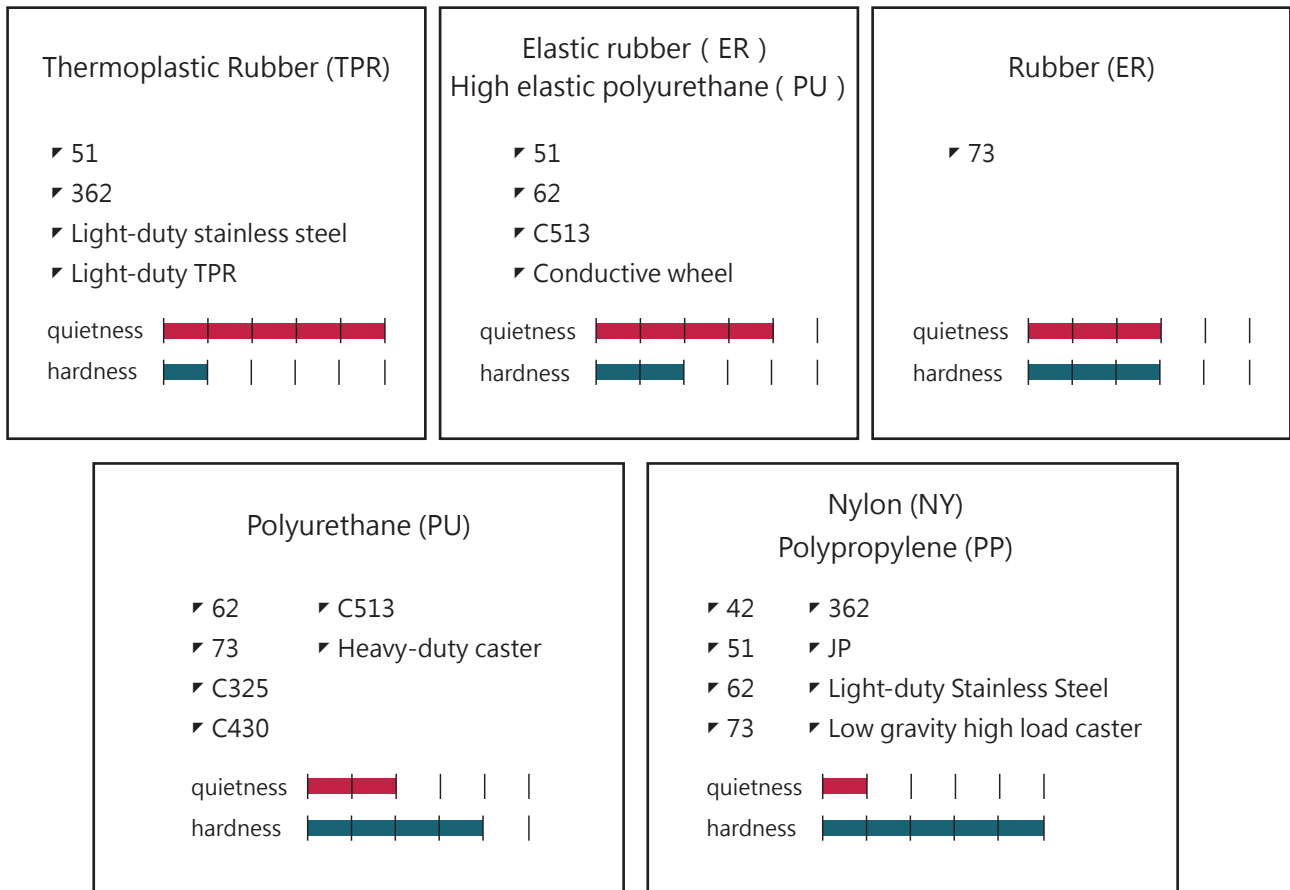 Thermoplastic Rubber (TPR)
51
362
Light-duty stainless steel
Light-duty TPR
quietness
hardness
Elastic rubber ( ER )
High elastic polyurethane ( PU )
51
62
C513
Conductive wheel
quietness
hardness
Rubber (ER)
73
quietness
hardness
Polyurethane (PU)
62
73
C325
C430
C513
Heavy-duty caster
quietness
hardness
Nylon (NY)
Polypropylene (PP)
42
51
62
73
362
JP
Light-duty Stainless Steel
Low gravity high load caster
quietness
hardness